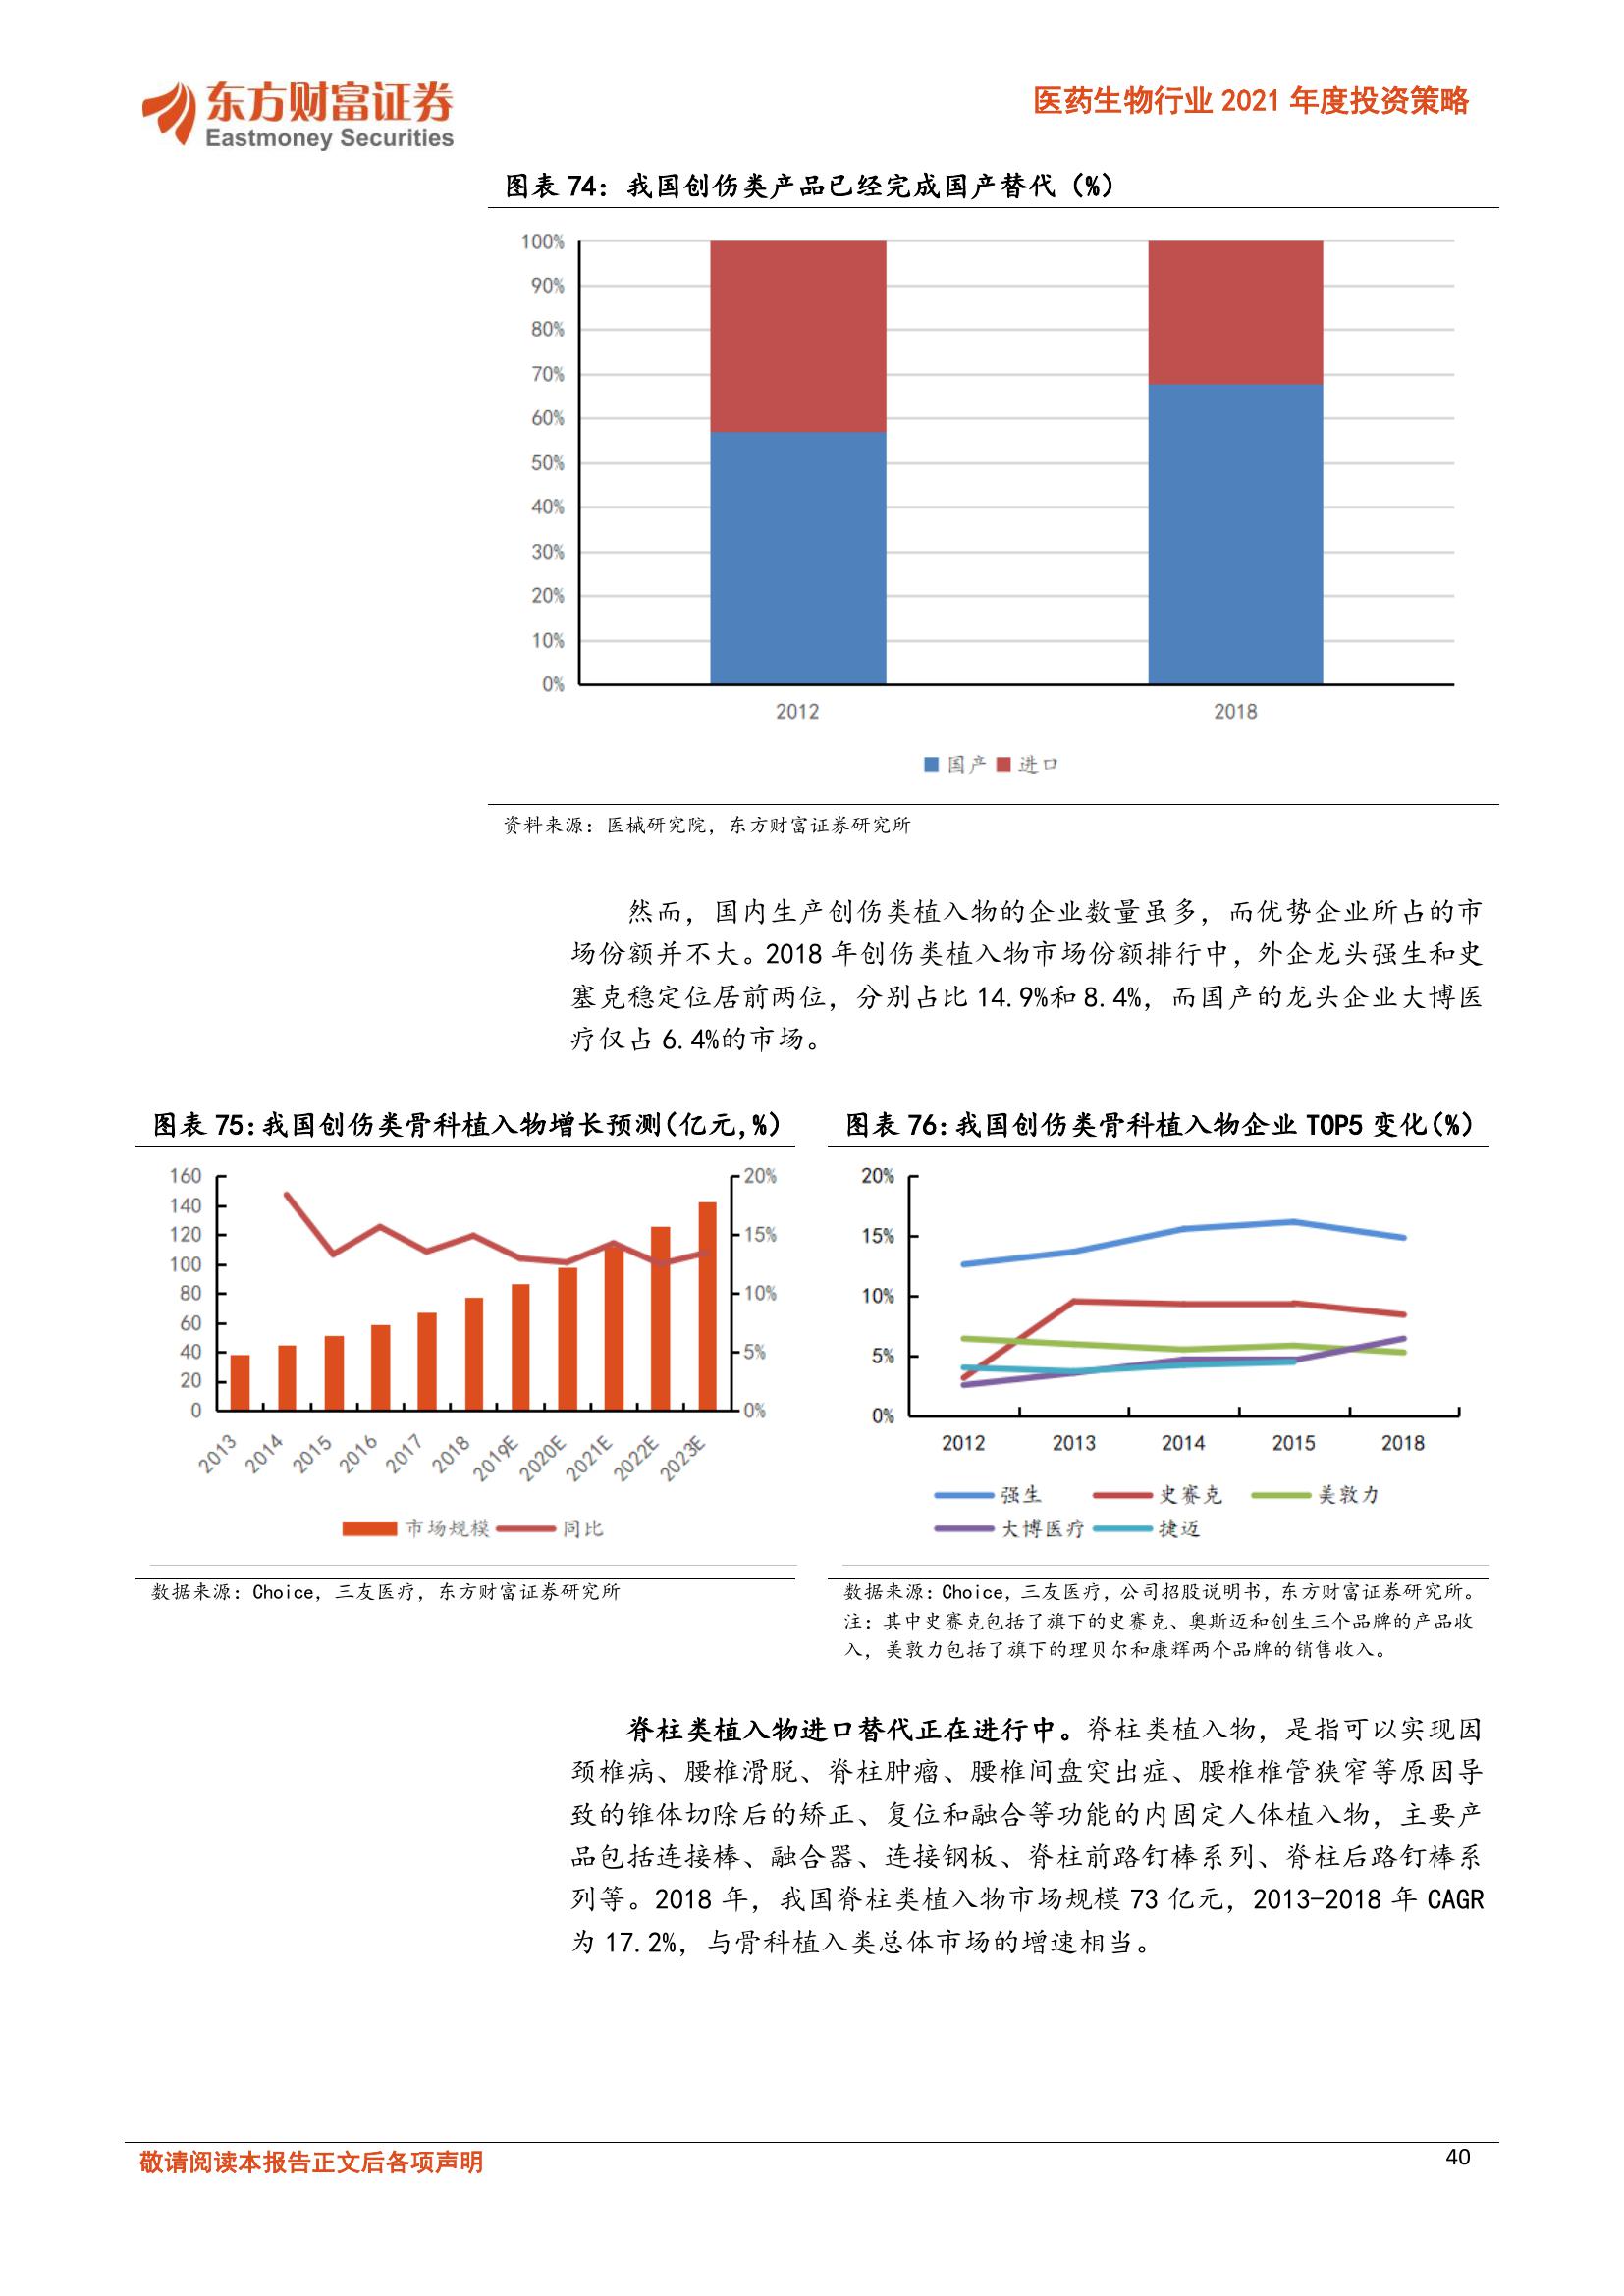 东方财富证券
Eastmoney Securities
医药生物行业 2021 年度投资策略
图表 74：我国创伤类产品已经完成国产替代（%）
100%
90%
80%
70%
60%
50%
40%
30%
20%
10%
0%
2012
2018
国产 进口
资料来源：医械研究院，东方财富证券研究所
然而，国内生产创伤类植入物的企业数量虽多，而优势企业所占的市
场份额并不大。2018 年创伤类植入物市场份额排行中，外企龙头强生和史
塞克稳定位居前两位，分别占比 14.9%和 8.4%，而国产的龙头企业大博医
疗仅占 6.4%的市场。
图表 75：我国创伤类骨科植入物增长预测（亿元,%）
160
140
120
100
80
60
40
20
0
20%
15%
10%
5%
0%
2013
2014
2015
2016
2017
2018
2019E
2020E
2021E
2022E
2023E
市场规模 同比
数据来源：Choice，三友医疗，东方财富证券研究所
图表 76：我国创伤类骨科植入物企业 TOP5 变化（%）
20%
15%
10%
5%
0%
2012
2013
2014
2015
2018
强生 史赛克 美敦力
大博医疗 捷迈
数据来源：Choice，三友医疗，公司招股说明书，东方财富证券研究所。
注：其中史赛克包括了旗下的史赛克、奥斯迈和创生三个品牌的产品收
入，美敦力包括了旗下的理贝尔和康辉两个品牌的销售收入。
脊柱类植入物进口替代正在进行中。脊柱类植入物，是指可以实现因
颈椎病、腰椎滑脱、脊柱肿瘤、腰椎间盘突出症、腰椎椎管狭窄等原因导
致的锥体切除后的矫正、复位和融合等功能的内固定人体植入物，主要产
品包括连接棒、融合器、连接钢板、脊柱前路钉棒系列、脊柱后路钉棒系
列等。2018 年，我国脊柱类植入物市场规模 73 亿元，2013-2018 年 CAGR
为 17.2%，与骨科植入类总体市场的增速相当。
敬请阅读本报告正文后各项声明
40